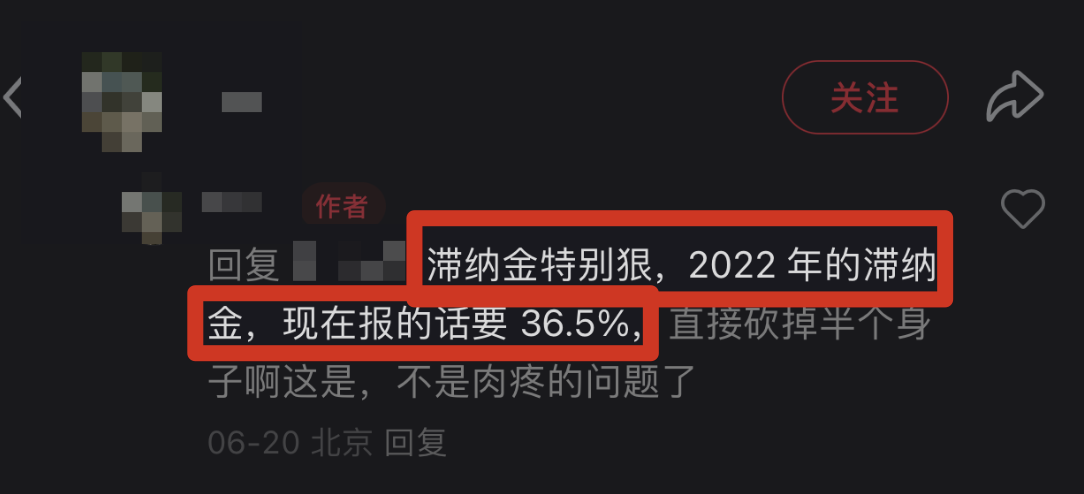 关注
作者
回复 滞纳金特别狠，2022 年的滞纳
金，现在报的话要 36.5%，直接砍掉半个身
子啊这是，不是肉疼的问题了
06-20 北京 回复